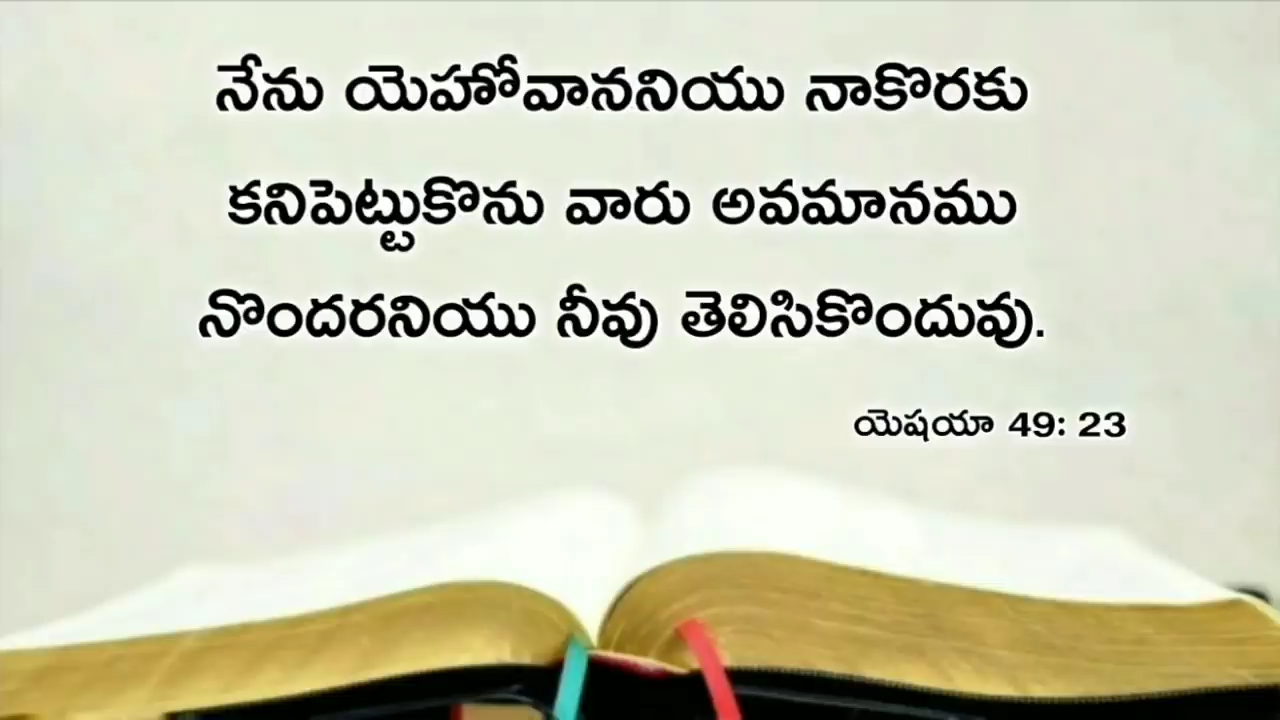 నేను యెహోవాననియు నాకొరకు
కనిపెట్టుకొను వారు అవమానము
నొందరనియు నీవు తెలిసికొందువు.
యెషయా 49: 23